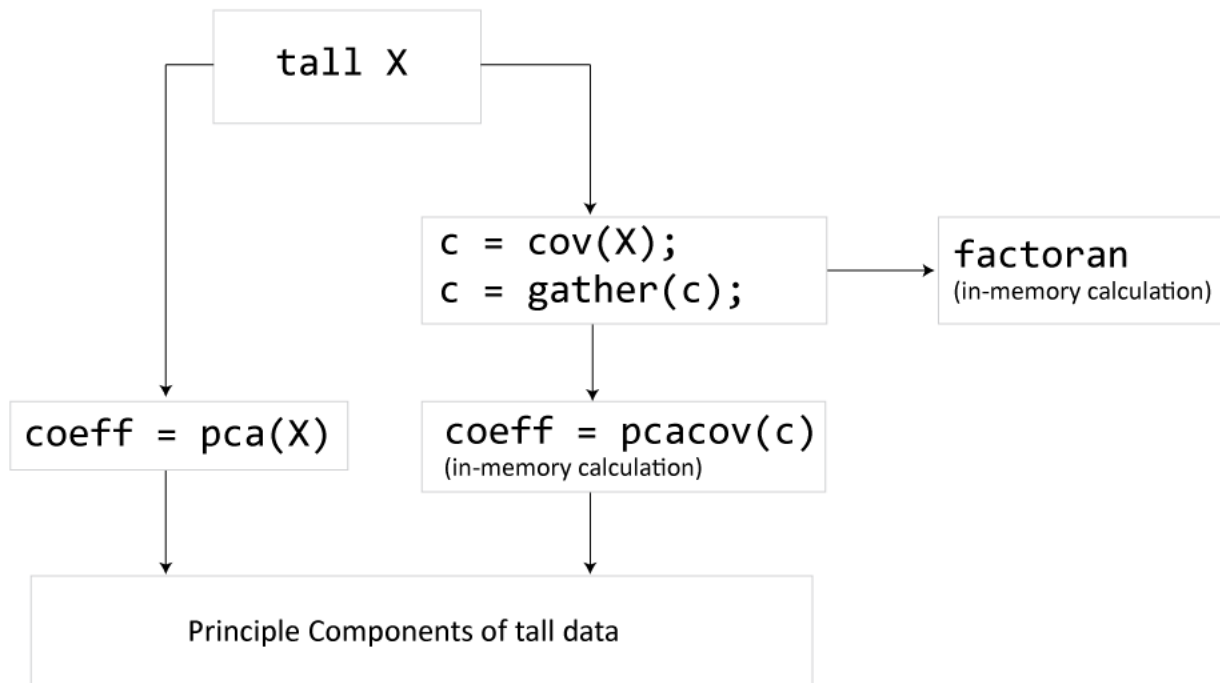 tall X
c = cov(X);
c = gather(c);
factoran
(in-memory calculation)
coeff = pca(X)
coeff = pcacov(c)
(in-memory calculation)
Principle Components of tall data